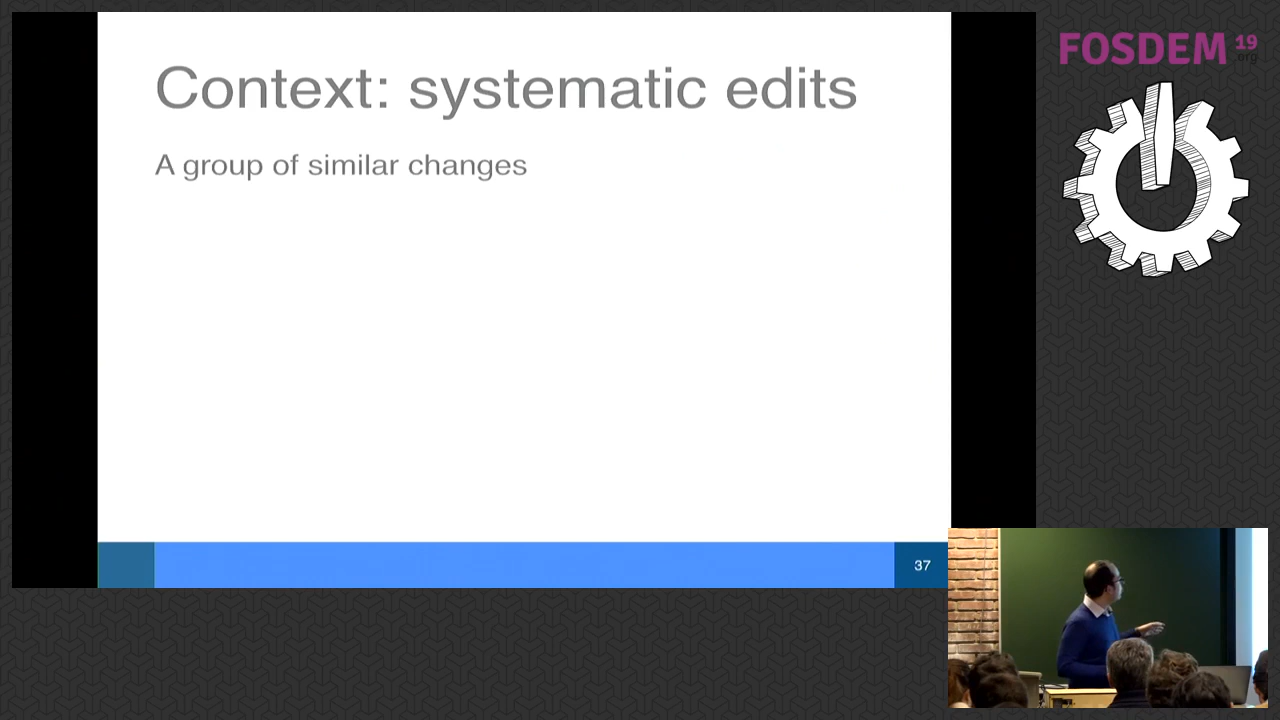 Context: systematic edits
A group of similar changes
37
FOSDEM 19
.org